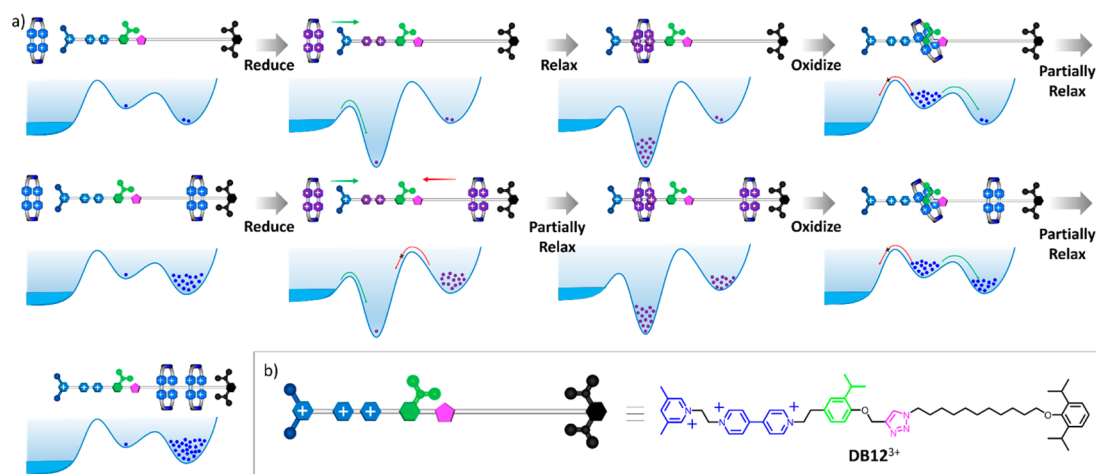 a)
Reduce
Relax
Oxidize
Partially
Relax
Reduce
Partially
Relax
Oxidize
Partially
Relax
b)
+ + +
N N N
+
N
O
N
N=N
O
DB12³⁺